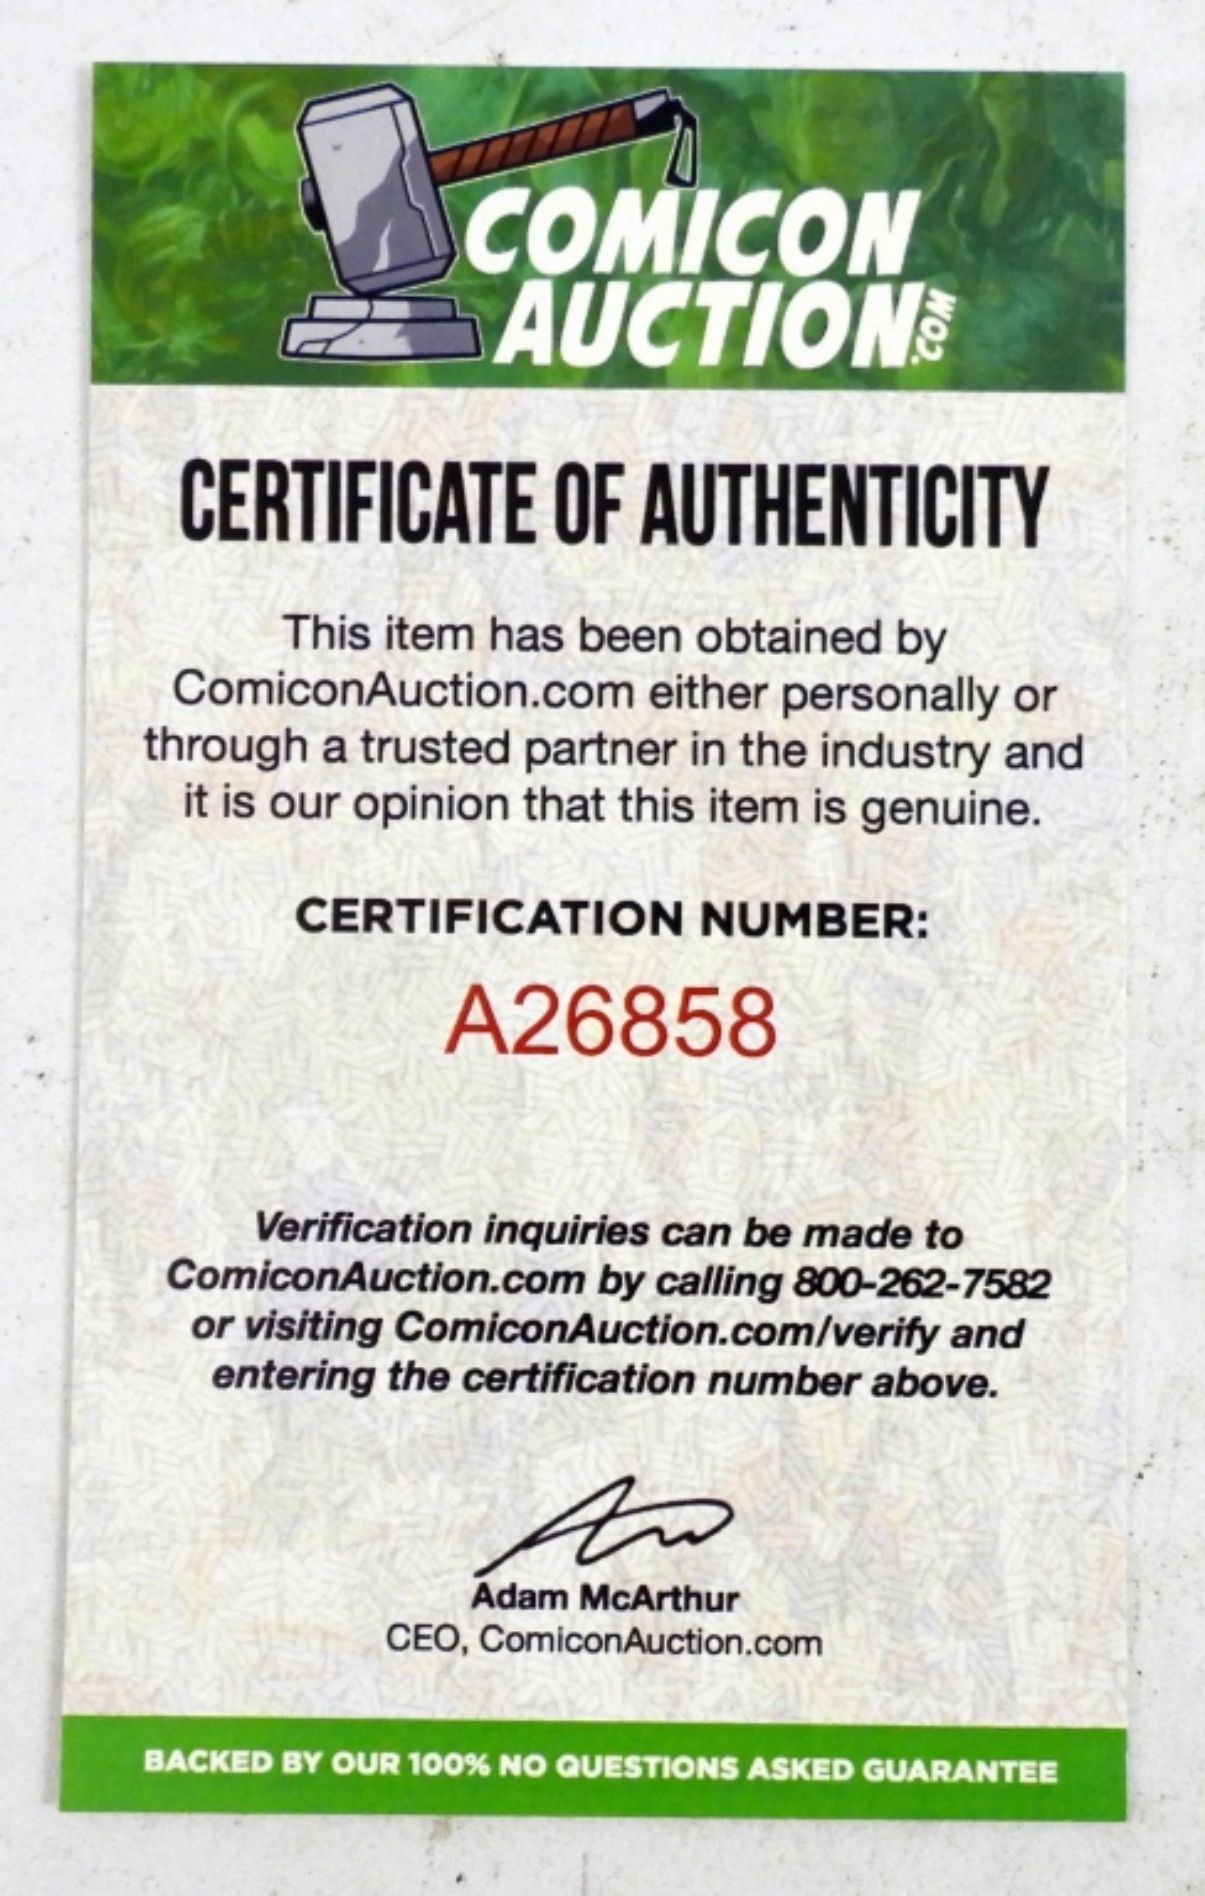 COMICON
AUCTION.COM
CERTIFICATE OF AUTHENTICITY
This item has been obtained by
ComiconAuction.com either personally or
through a trusted partner in the industry and
it is our opinion that this item is genuine.
CERTIFICATION NUMBER:
A26858
Verification inquiries can be made to
ComiconAuction.com by calling 800-262-7582
or visiting ComiconAuction.com/verify and
entering the certification number above.
Adam McArthur
CEO, ComiconAuction.com
BACKED BY OUR 100% NO QUESTIONS ASKED GUARANTEE